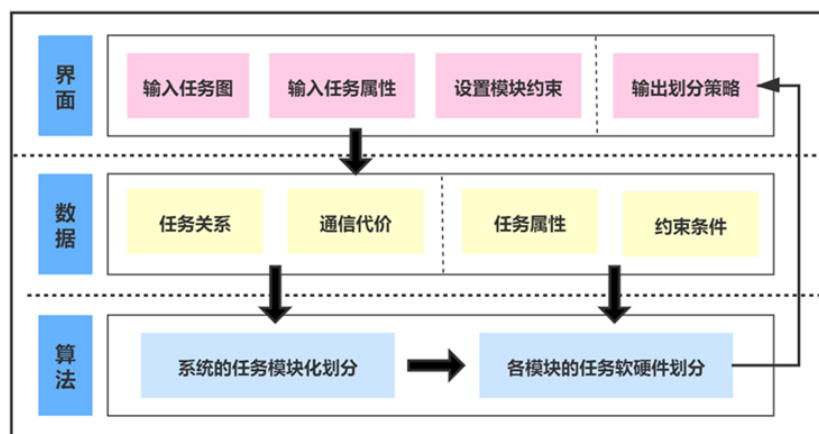 界面
输入任务图
输入任务属性
设置模块约束
输出划分策略
数据
任务关系
通信代价
任务属性
约束条件
算法
系统的任务模块化划分
各模块的任务软硬件划分